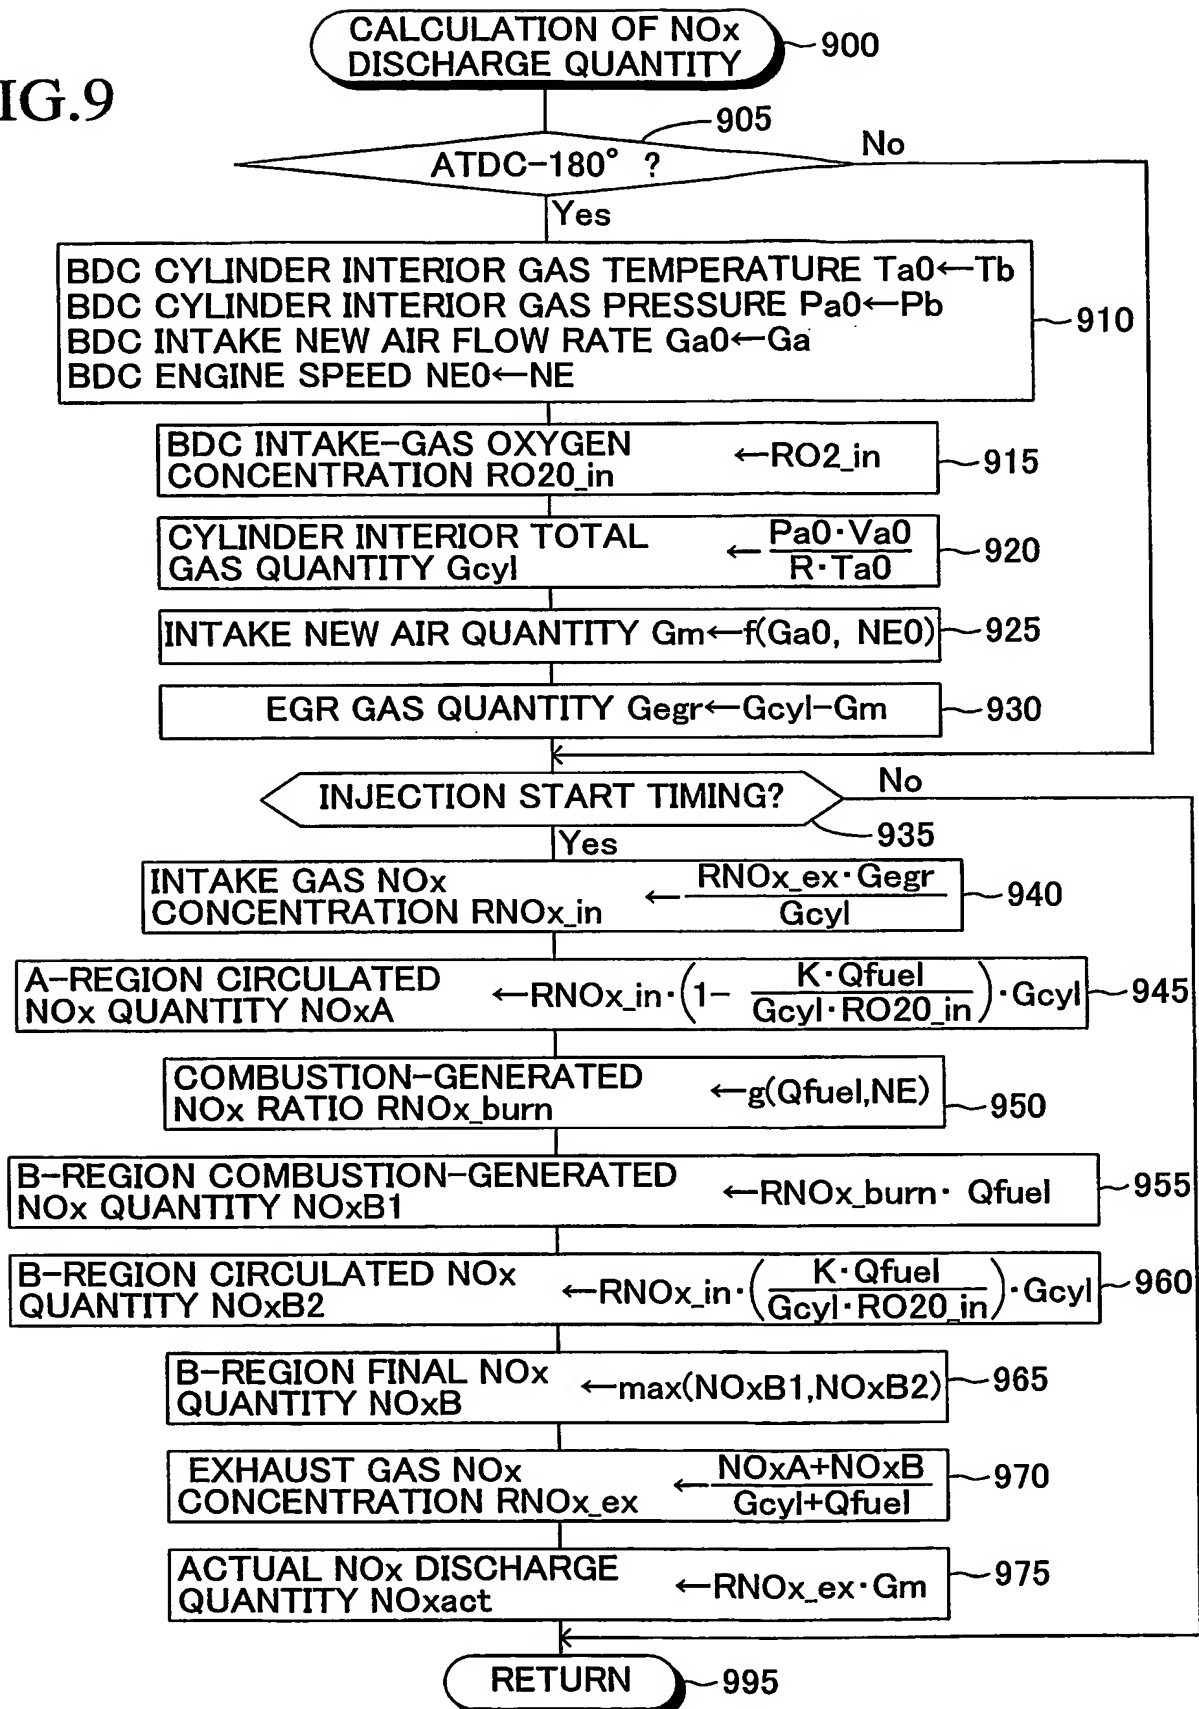 IG.9
CALCULATION OF NOx
DISCHARGE QUANTITY
900
905
ATDC-180° ?
No
Yes
BDC CYLINDER INTERIOR GAS TEMPERATURE Ta0←Tb
BDC CYLINDER INTERIOR GAS PRESSURE Pa0←Pb
BDC INTAKE NEW AIR FLOW RATE Ga0←Ga
BDC ENGINE SPEED NE0←NE
910
BDC INTAKE-GAS OXYGEN
CONCENTRATION RO20_in
←RO2_in
915
CYLINDER INTERIOR TOTAL
GAS QUANTITY Gcyl
← Pa0·Va0
R·Ta0
920
INTAKE NEW AIR QUANTITY Gm←f(Ga0, NE0)
925
EGR GAS QUANTITY Gegr←Gcyl-Gm
930
INJECTION START TIMING?
No
935
Yes
INTAKE GAS NOx
CONCENTRATION RNOx_in
← RNOx_ex·Gegr
Gcyl
940
A-REGION CIRCULATED
NOx QUANTITY NOxA
←RNOx_in·(1- K·Qfuel
Gcyl·RO20_in )·Gcyl
945
COMBUSTION-GENERATED
NOx RATIO RNOx_burn
←g(Qfuel,NE)
950
B-REGION COMBUSTION-GENERATED
NOx QUANTITY NOxB1
←RNOx_burn· Qfuel
955
B-REGION CIRCULATED NOx
QUANTITY NOxB2
←RNOx_in·( K·Qfuel
Gcyl·RO20_in )·Gcyl
960
B-REGION FINAL NOx
QUANTITY NOxB
←max(NOxB1,NOxB2)
965
EXHAUST GAS NOx
CONCENTRATION RNOx_ex
← NOxA+NOxB
Gcyl+Qfuel
970
ACTUAL NOx DISCHARGE
QUANTITY NOxact
←RNOx_ex·Gm
975
RETURN
995